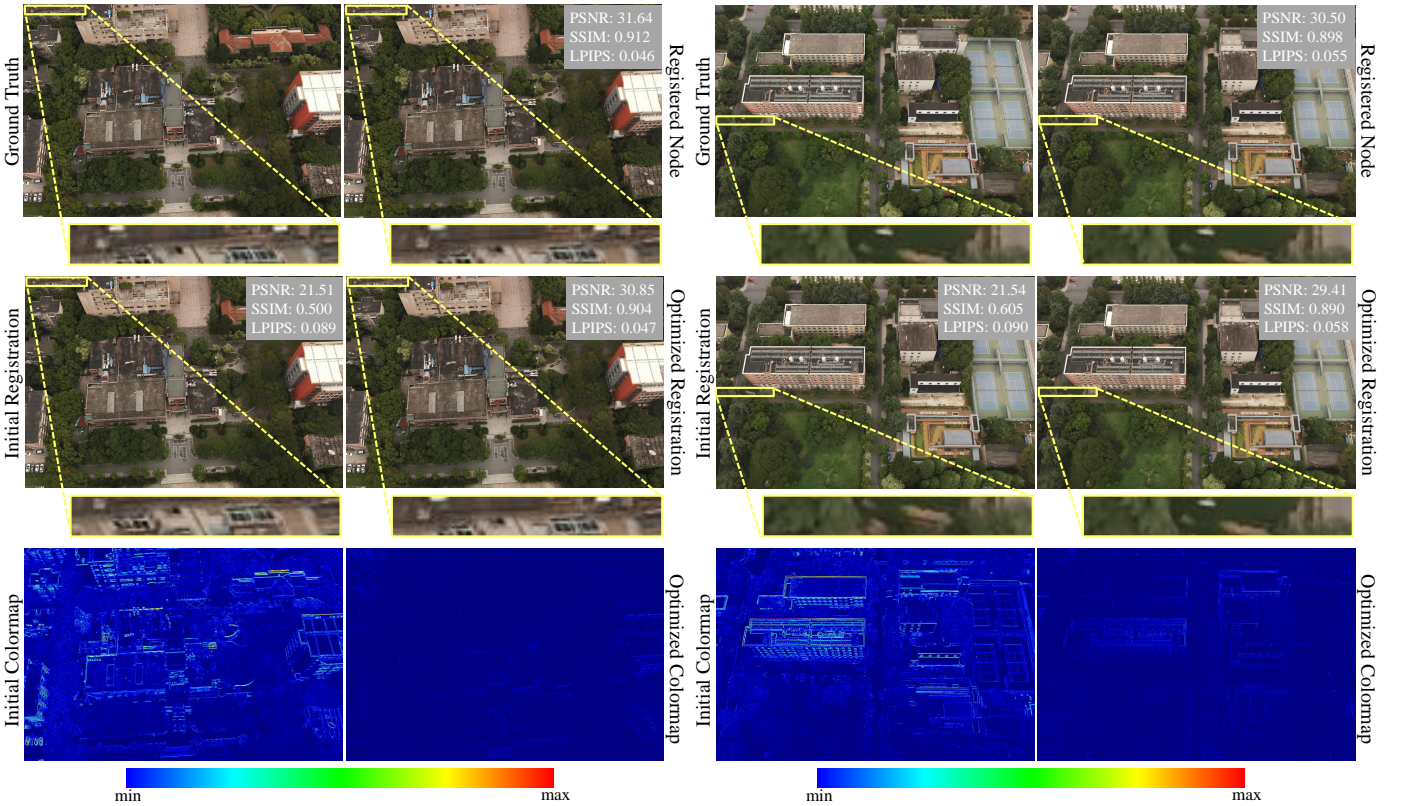 Ground Truth
PSNR: 31.64
SSIM: 0.912
LPIPS: 0.046
Registered Node
Ground Truth
PSNR: 30.50
SSIM: 0.898
LPIPS: 0.055
Registered Node
Initial Registration
PSNR: 21.51
SSIM: 0.500
LPIPS: 0.089
PSNR: 30.85
SSIM: 0.904
LPIPS: 0.047
Optimized Registration
Initial Registration
PSNR: 21.54
SSIM: 0.605
LPIPS: 0.090
PSNR: 29.41
SSIM: 0.890
LPIPS: 0.058
Optimized Registration
Initial Colormap
Optimized Colormap
Initial Colormap
Optimized Colormap
min
max
min
max